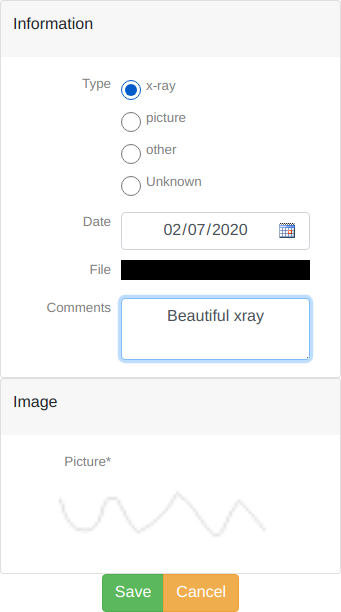 Information
Type
x-ray
picture
other
Unknown
Date 02/07/2020
File
Comments Beautiful xray
Image
Picture*
Save Cancel